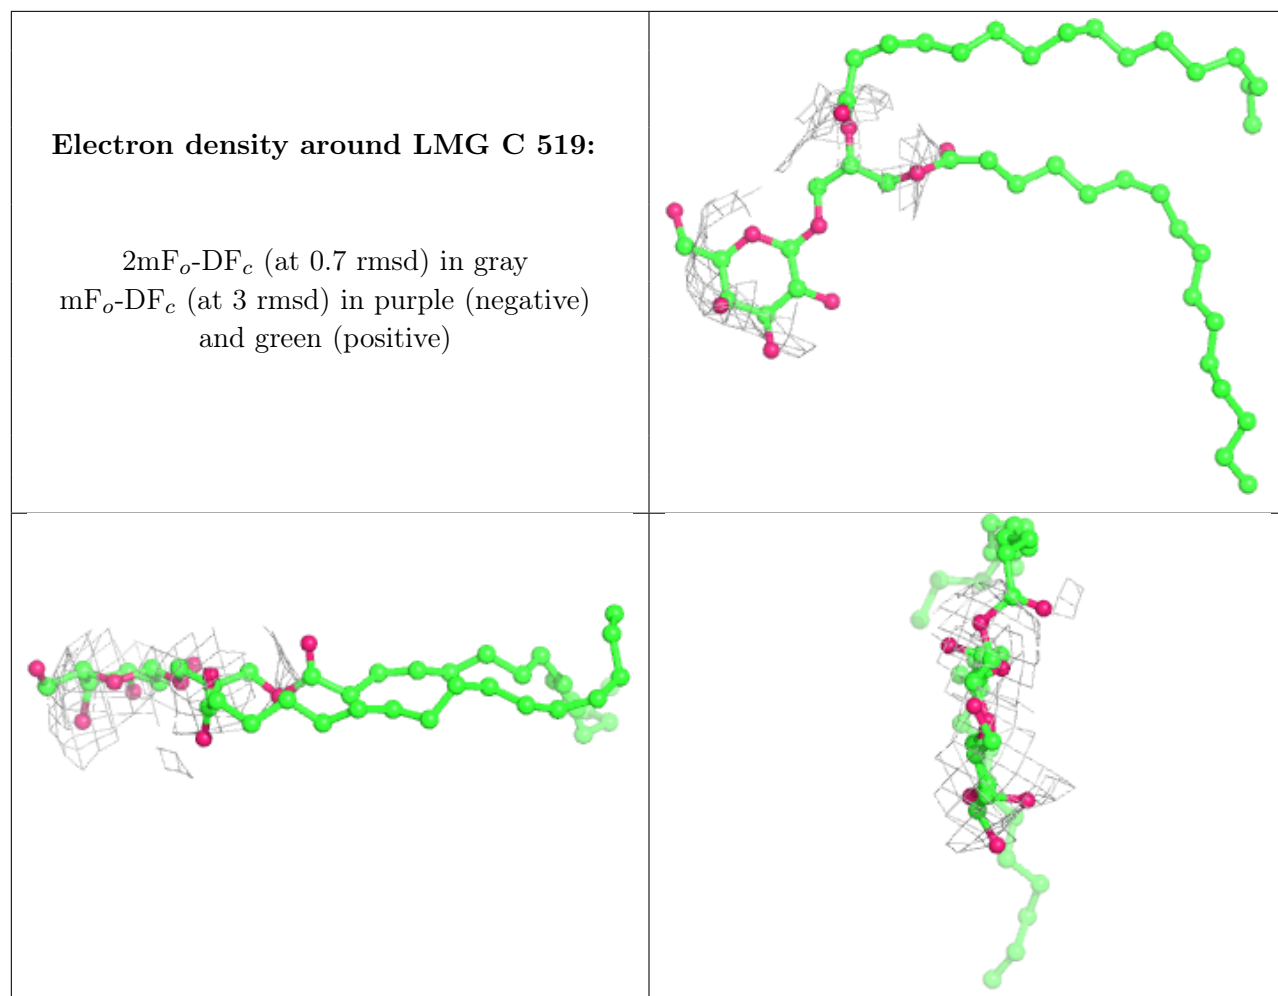 Electron density around LMG C 519:
2mFₒ-DF𝒸 (at 0.7 rmsd) in gray
mFₒ-DF𝒸 (at 3 rmsd) in purple (negative)
and green (positive)